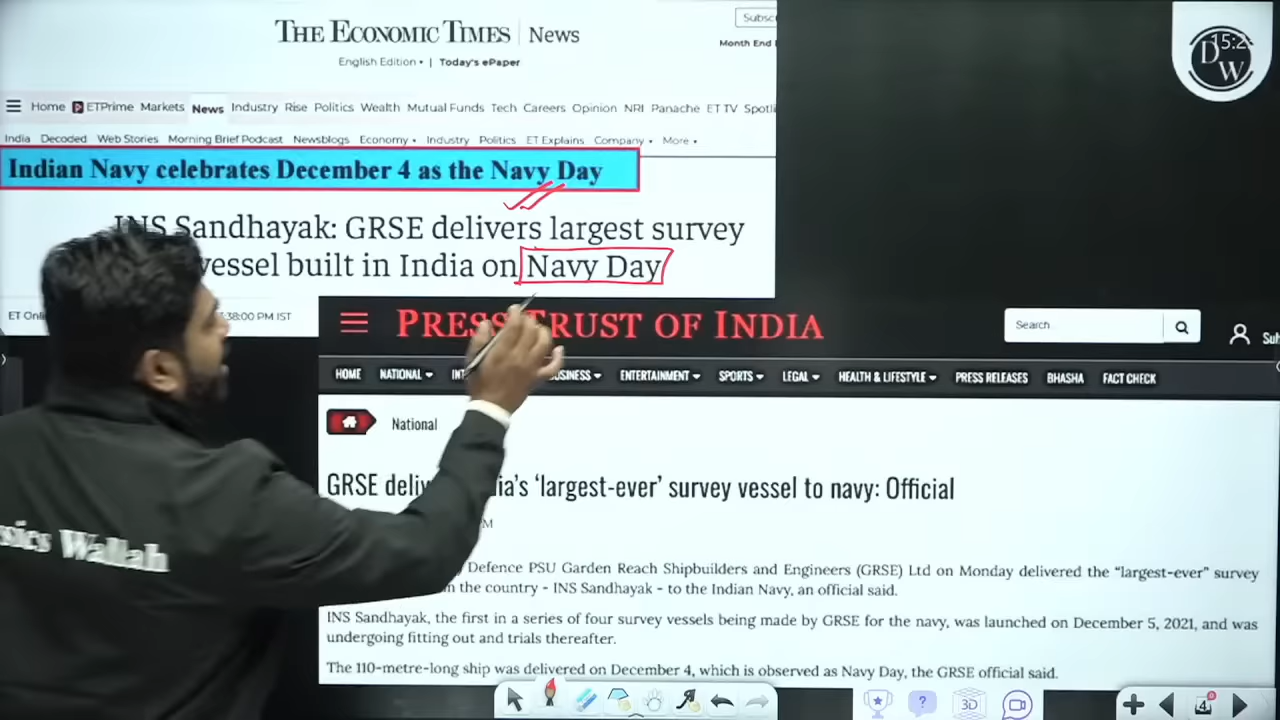 THE ECONOMIC TIMES | News
English Edition | Today's ePaper
Month End
Home ETPrime Markets News Industry Rise Politics Wealth Mutual Funds Tech Careers Opinion NRI Panache ET TV
India Decoded Web Stories Morning Brief Podcast Newsblogs Economy Industry Politics ET Explains Company More
Indian Navy celebrates December 4 as the Navy Day
INS Sandhayak: GRSE delivers largest survey
vessel built in India on Navy Day
ET :38:00 PM IST
PRESS TRUST OF INDIA
Search
HOME NATIONAL ENTERTAINMENT SPORTS LEGAL HEALTH & LIFESTYLE PRESS RELEASES BHASHA FACT CHECK
National
GRSE 'largest-ever' survey vessel to navy: Official
Defence PSU Garden Reach Shipbuilders and Engineers (GRSE) Ltd on Monday delivered the "largest-ever" survey
the country - INS Sandhayak - to the Indian Navy, an official said.
INS Sandhayak, the first in a series of four survey vessels being made by GRSE for the navy, was launched on December 5, 2021, and was
undergoing fitting out and trials thereafter.
The 110-metre-long ship was delivered on December 4, which is observed as Navy Day, the GRSE official said.
Wallah
DW
15:2
3D
4